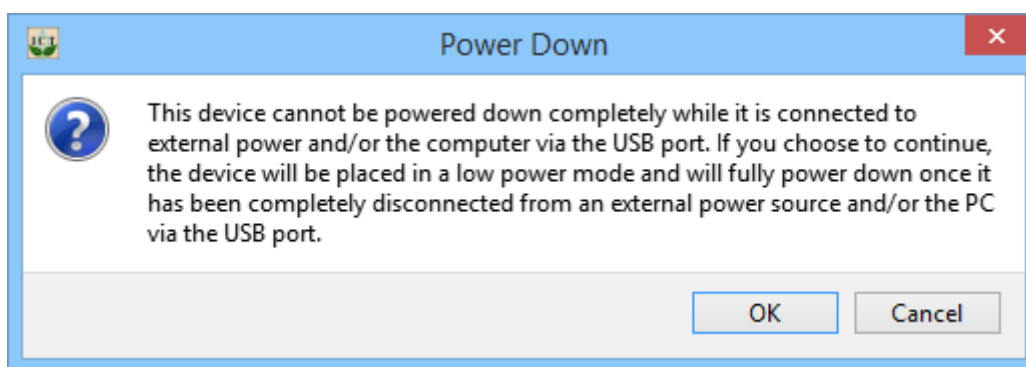 ICT
Power Down
This device cannot be powered down completely while it is connected to
external power and/or the computer via the USB port. If you choose to continue,
the device will be placed in a low power mode and will fully power down once it
has been completely disconnected from an external power source and/or the PC
via the USB port.
OK
Cancel